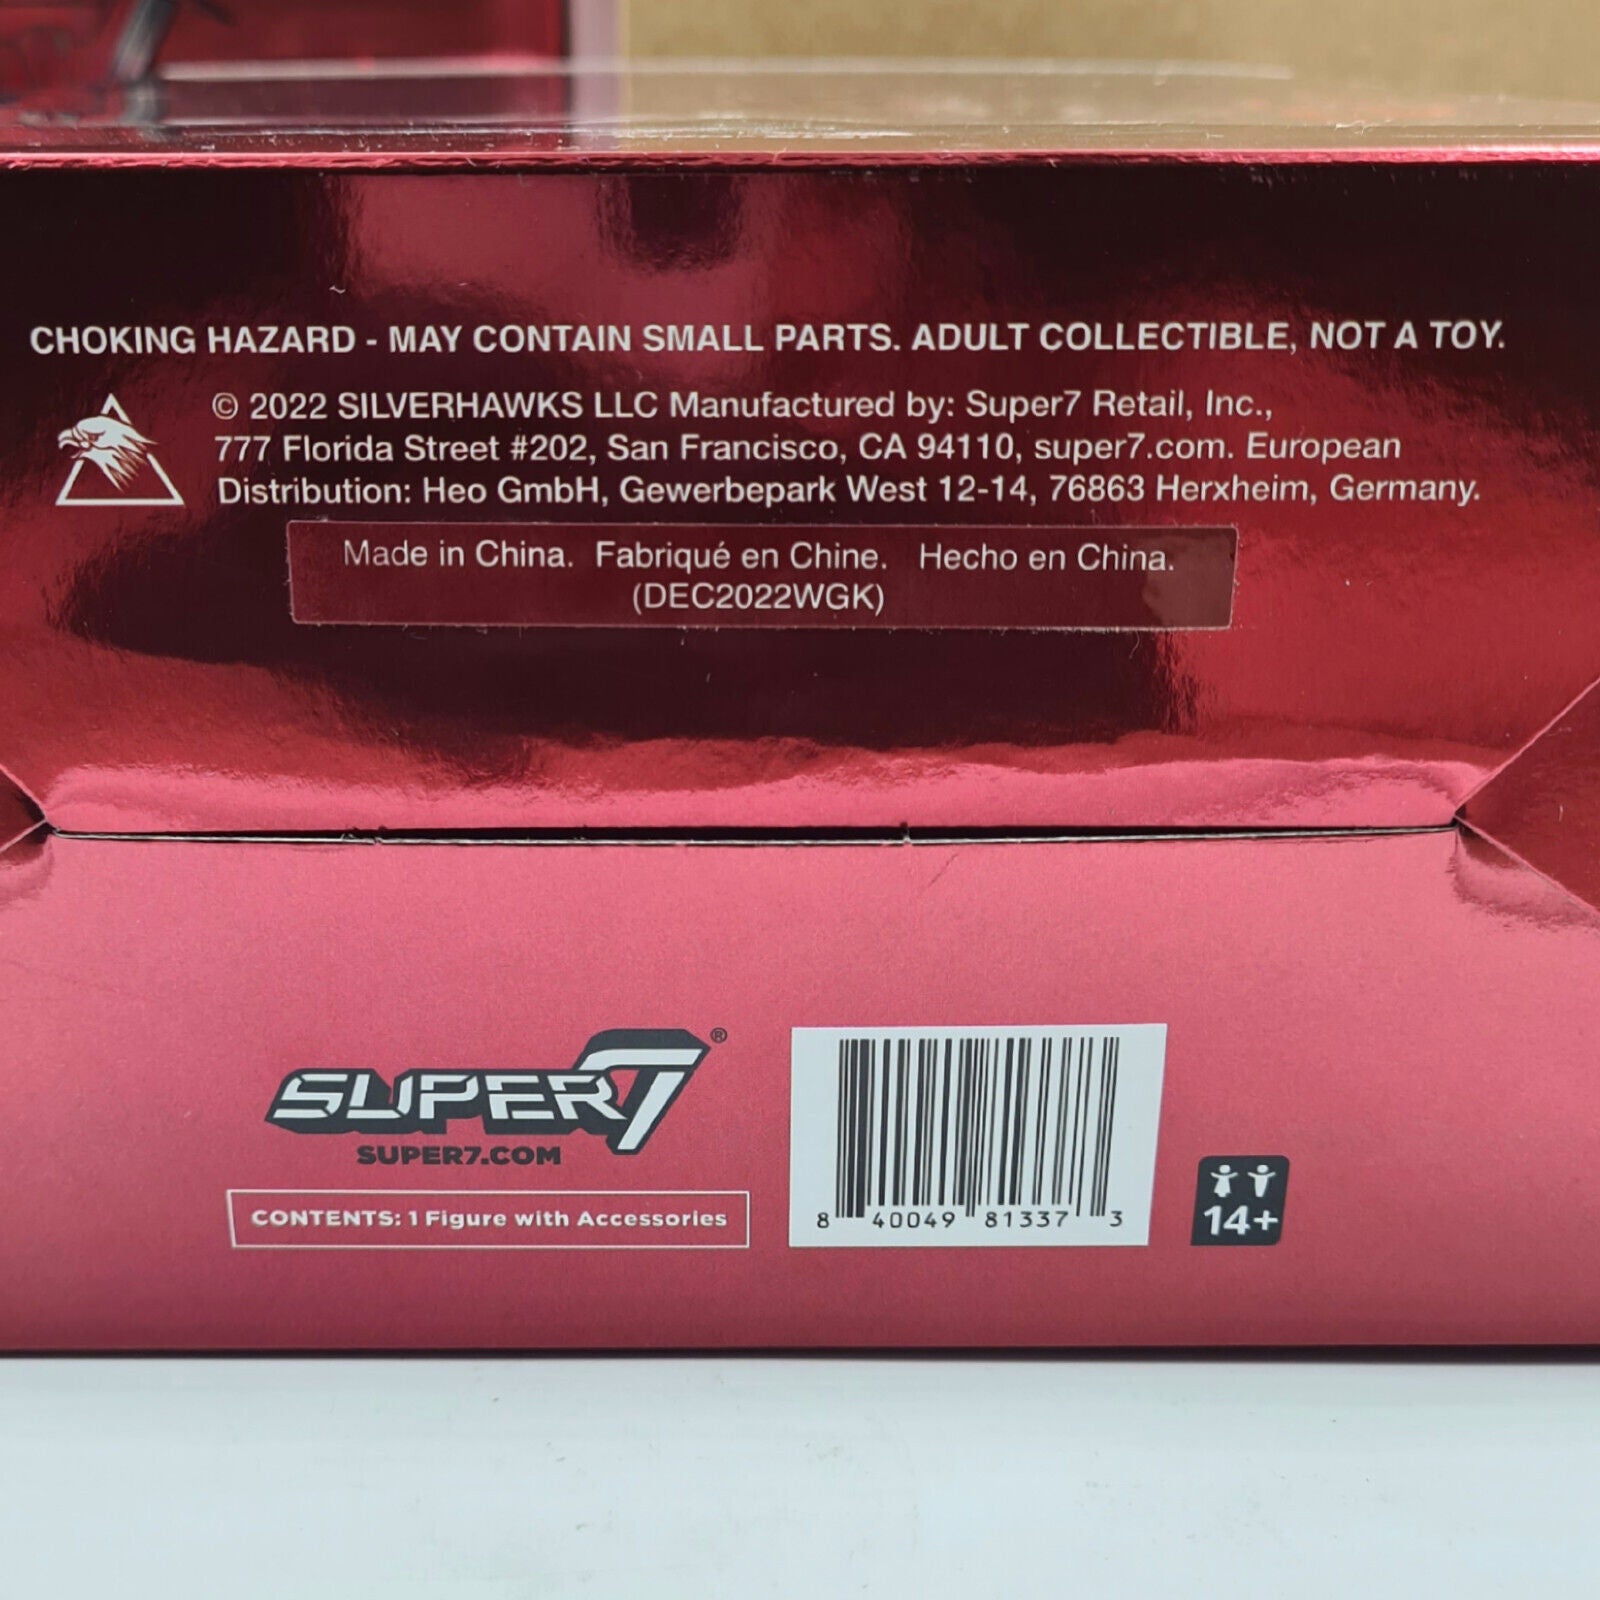 CHOKING HAZARD - MAY CONTAIN SMALL PARTS. ADULT COLLECTIBLE, NOT A TOY.
© 2022 SILVERHAWKS LLC Manufactured by: Super7 Retail, Inc.,
777 Florida Street #202, San Francisco, CA 94110, super7.com. European
Distribution: Heo GmbH, Gewerbepark West 12-14, 76863 Herxheim, Germany.
Made in China. Fabriqué en Chine. Hecho en China.
(DEC2022WGK)
SUPER7®
SUPER7.COM
CONTENTS: 1 Figure with Accessories
8 40049 81337 3
14+